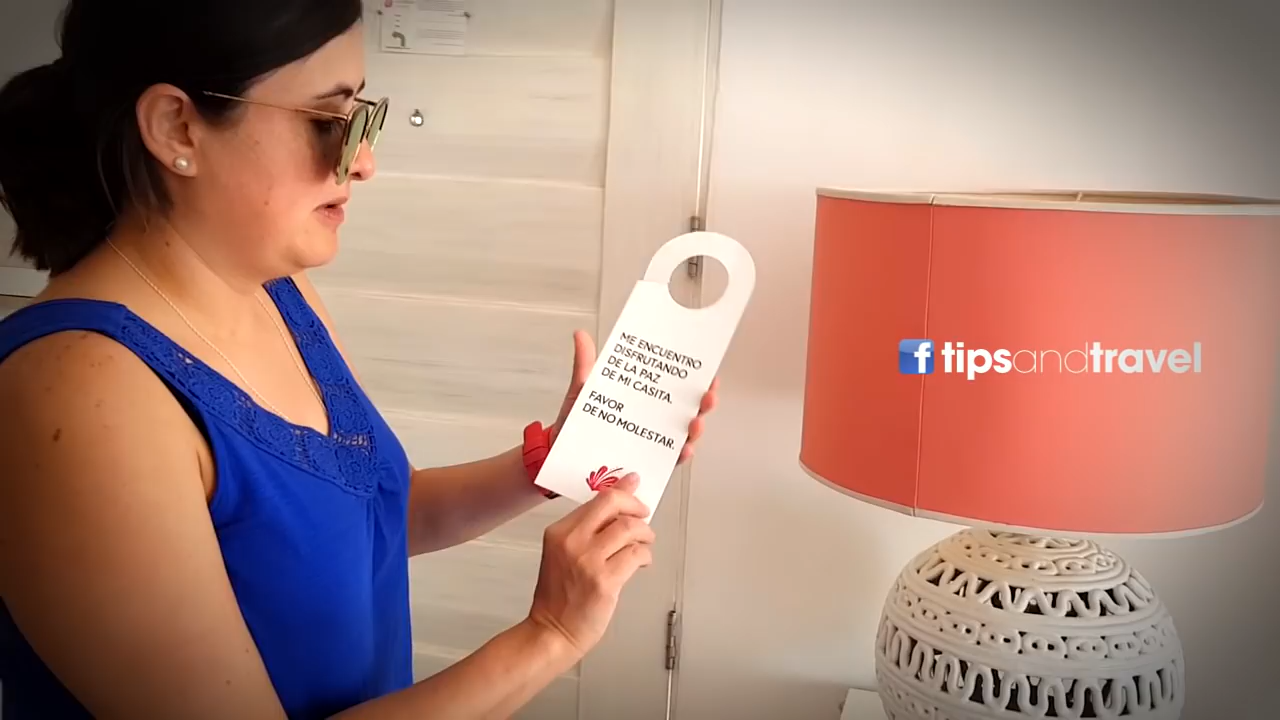 ME ENCUENTRO
DISFRUTANDO
DE LA PAZ
DE MI CASITA.
FAVOR
DE NO MOLESTAR.
f tipsandtravel